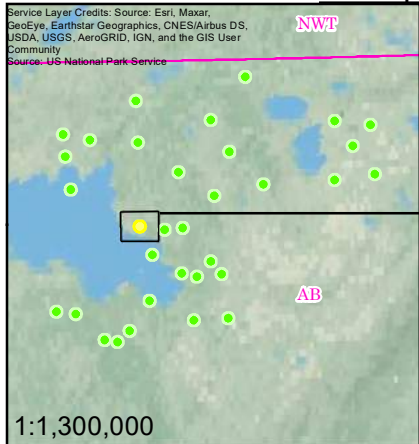 Service Layer Credits: Source: Esri, Maxar,
GeoEye, Earthstar Geographics, CNES/Airbus DS,
USDA, USGS, AeroGRID, IGN, and the GIS User
Community
Source: US National Park Service
NWT
AB
1:1,300,000